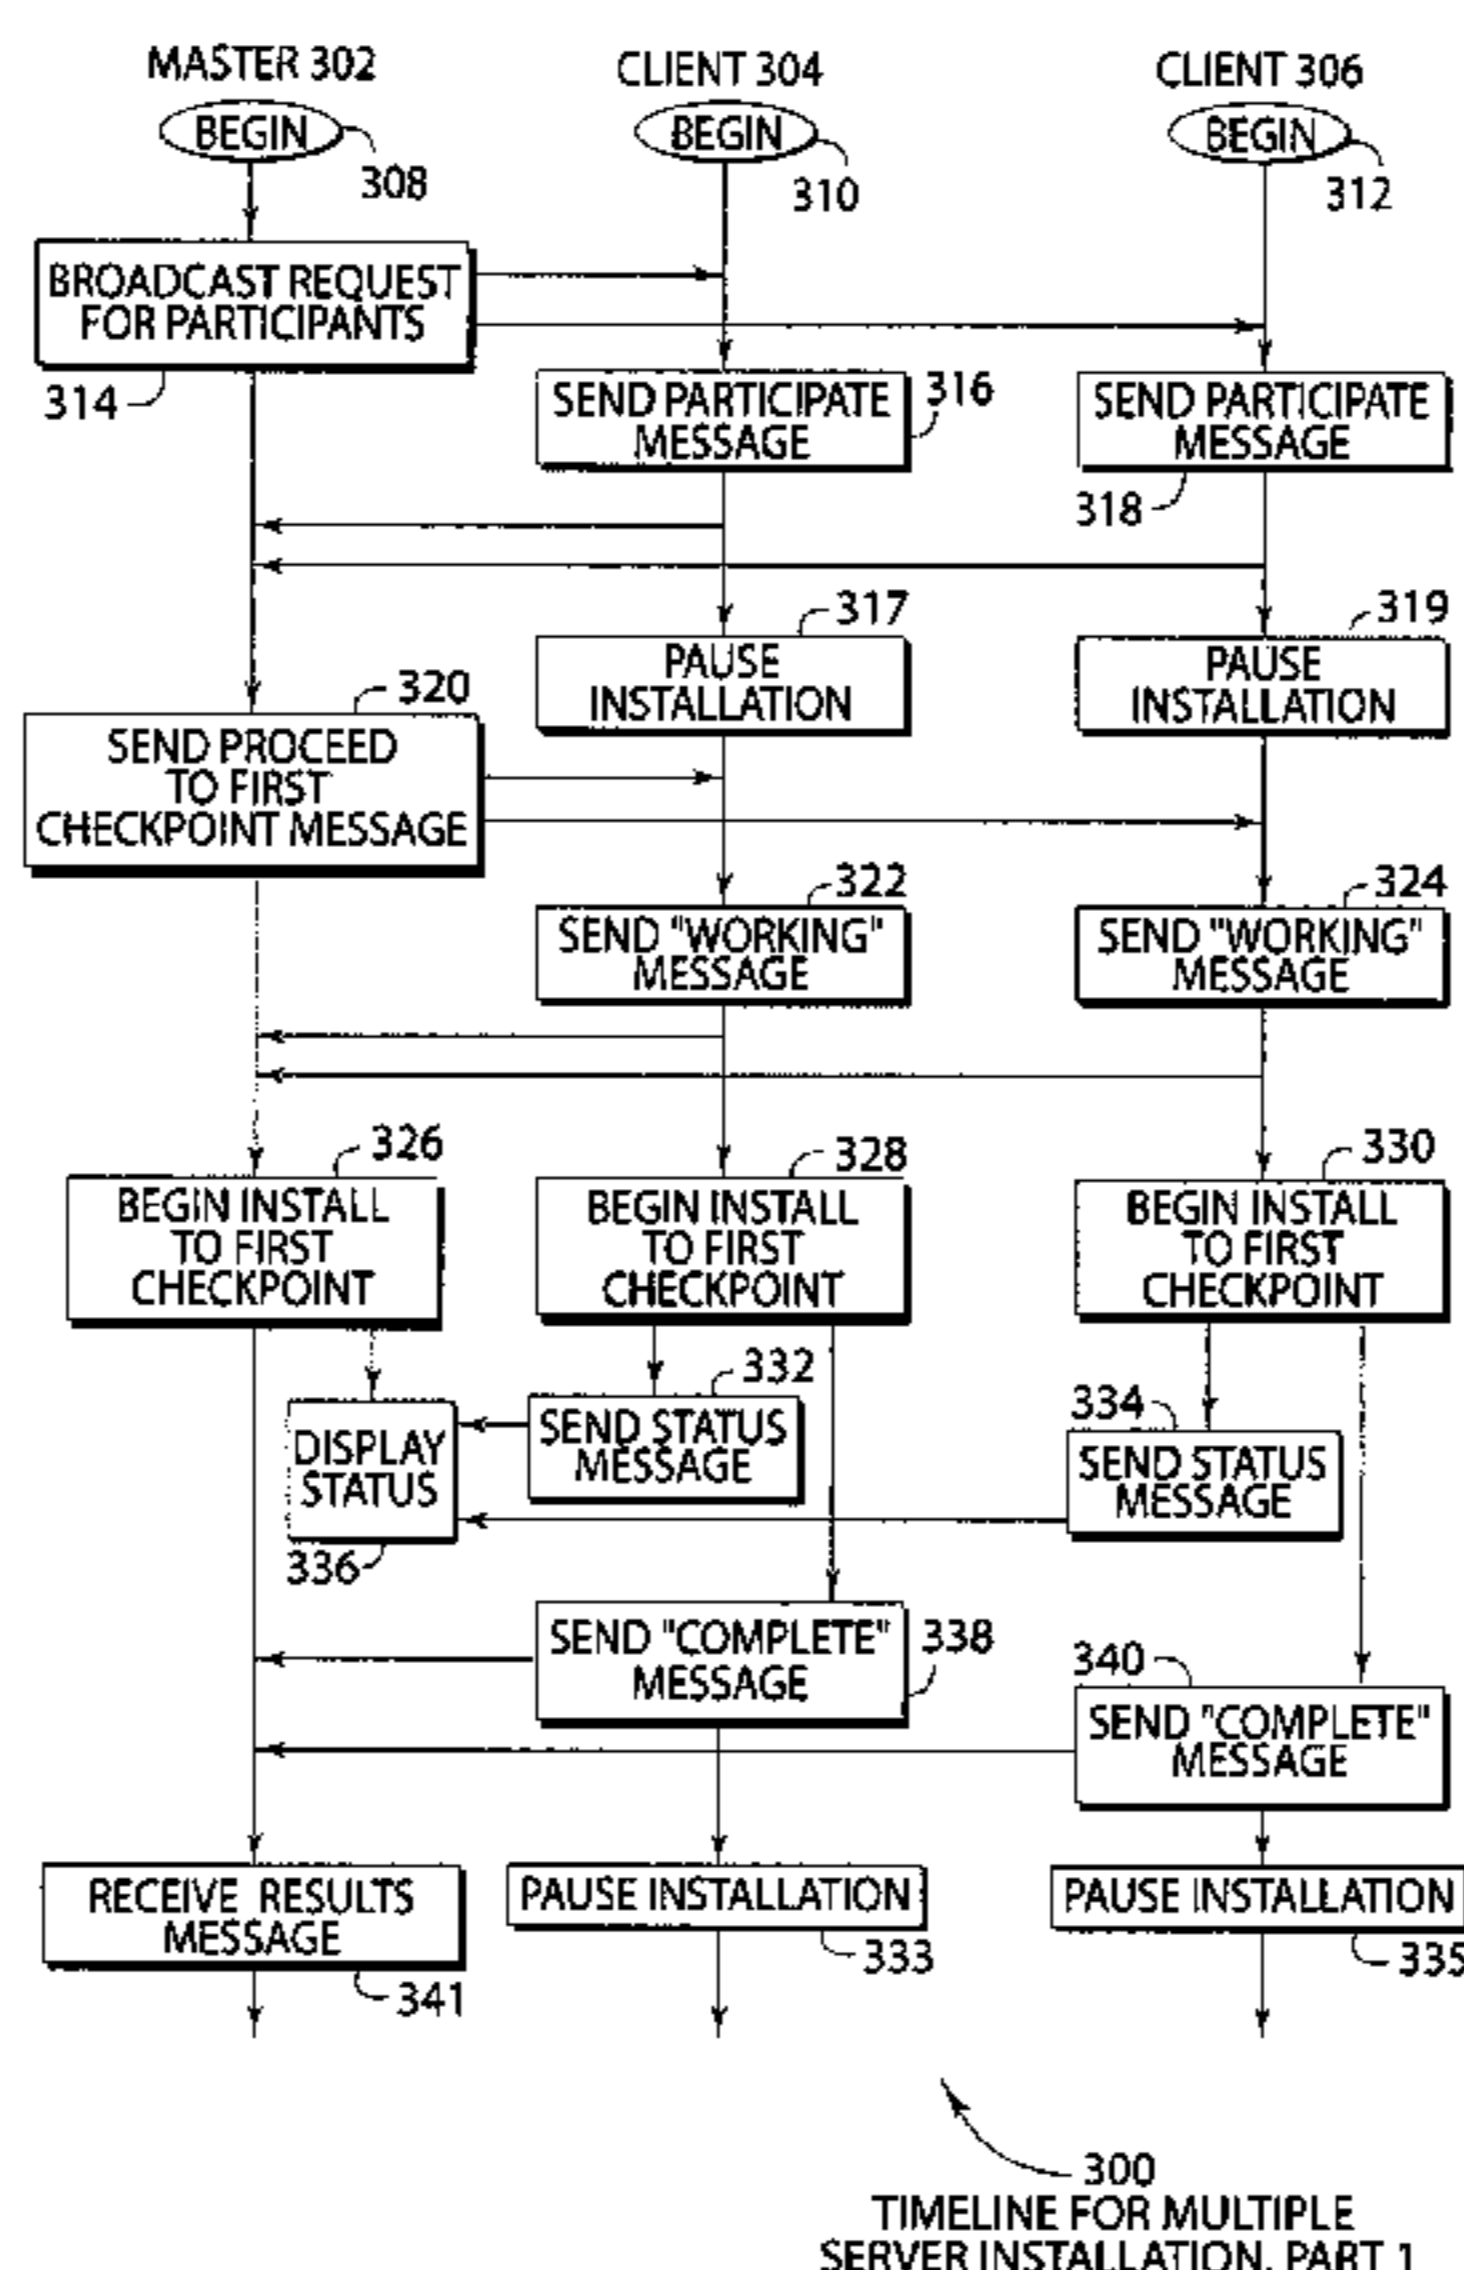 MASTER 302
CLIENT 304
CLIENT 306
BEGIN
BEGIN
BEGIN
308
310
312
BROADCAST REQUEST
FOR PARTICIPANTS
314
SEND PARTICIPATE
MESSAGE
316
SEND PARTICIPATE
MESSAGE
318
317
319
PAUSE
INSTALLATION
PAUSE
INSTALLATION
320
SEND PROCEED
TO FIRST
CHECKPOINT MESSAGE
322
324
SEND "WORKING"
MESSAGE
SEND "WORKING"
MESSAGE
326
328
330
BEGIN INSTALL
TO FIRST
CHECKPOINT
BEGIN INSTALL
TO FIRST
CHECKPOINT
BEGIN INSTALL
TO FIRST
CHECKPOINT
332
334
DISPLAY
STATUS
SEND STATUS
MESSAGE
SEND STATUS
MESSAGE
336
SEND "COMPLETE"
MESSAGE
338
340
SEND "COMPLETE"
MESSAGE
RECEIVE RESULTS
MESSAGE
PAUSE INSTALLATION
PAUSE INSTALLATION
341
333
335
300
TIMELINE FOR MULTIPLE
SERVER INSTALLATION, PART 1